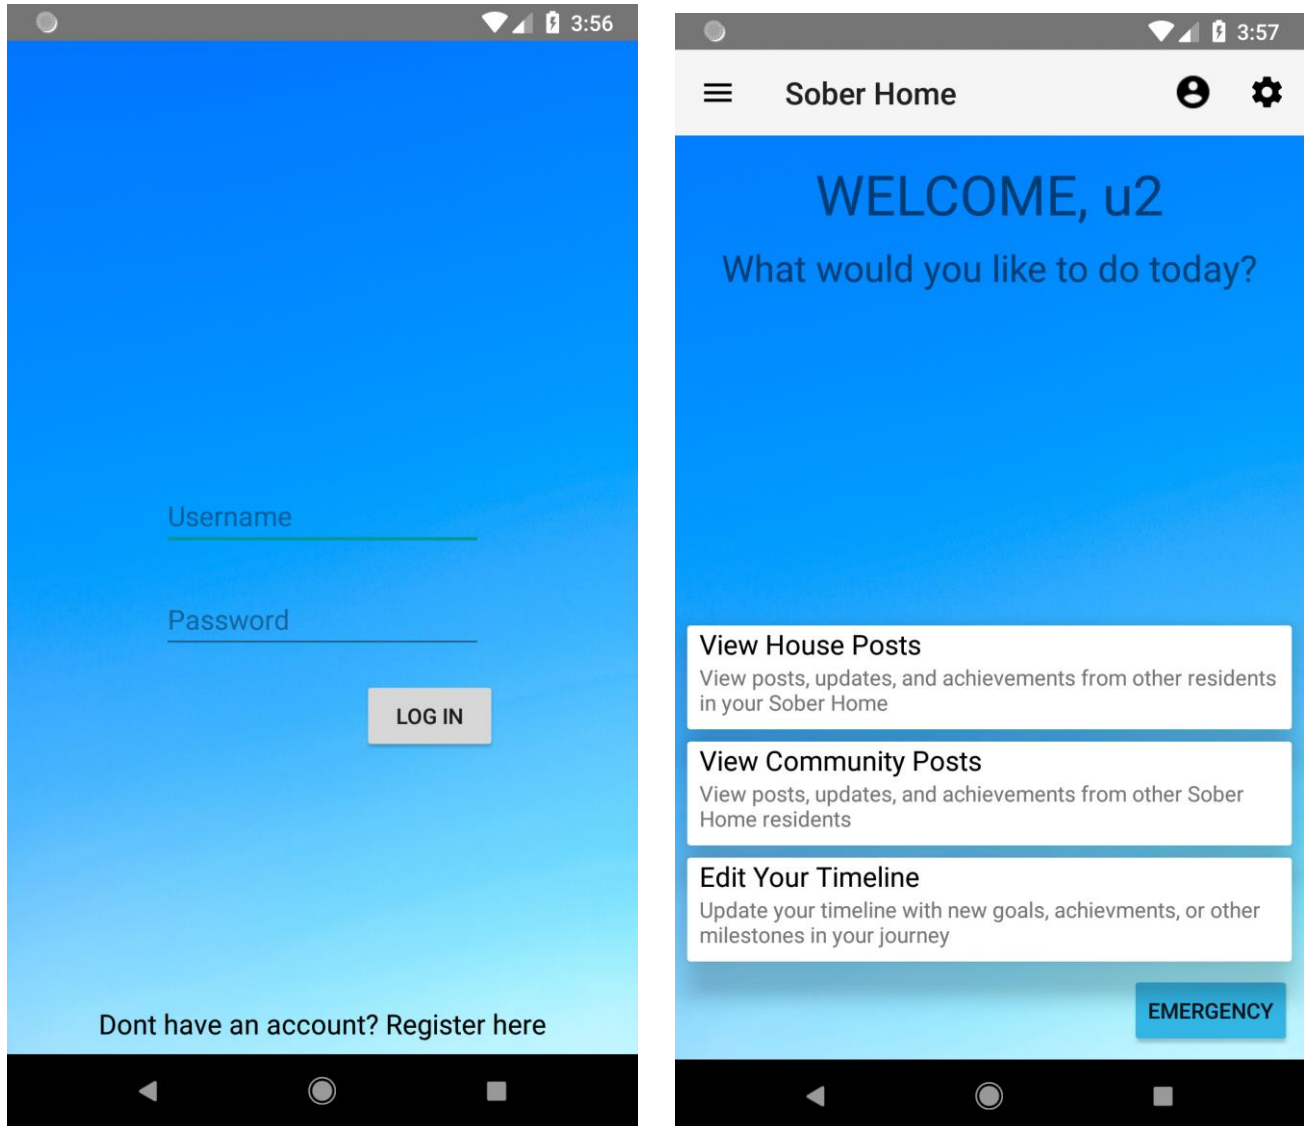 3:56
Username
Password
LOG IN
Dont have an account? Register here
3:57
Sober Home
WELCOME, u2
What would you like to do today?
View House Posts
View posts, updates, and achievements from other residents
in your Sober Home
View Community Posts
View posts, updates, and achievements from other Sober
Home residents
Edit Your Timeline
Update your timeline with new goals, achievments, or other
milestones in your journey
EMERGENCY